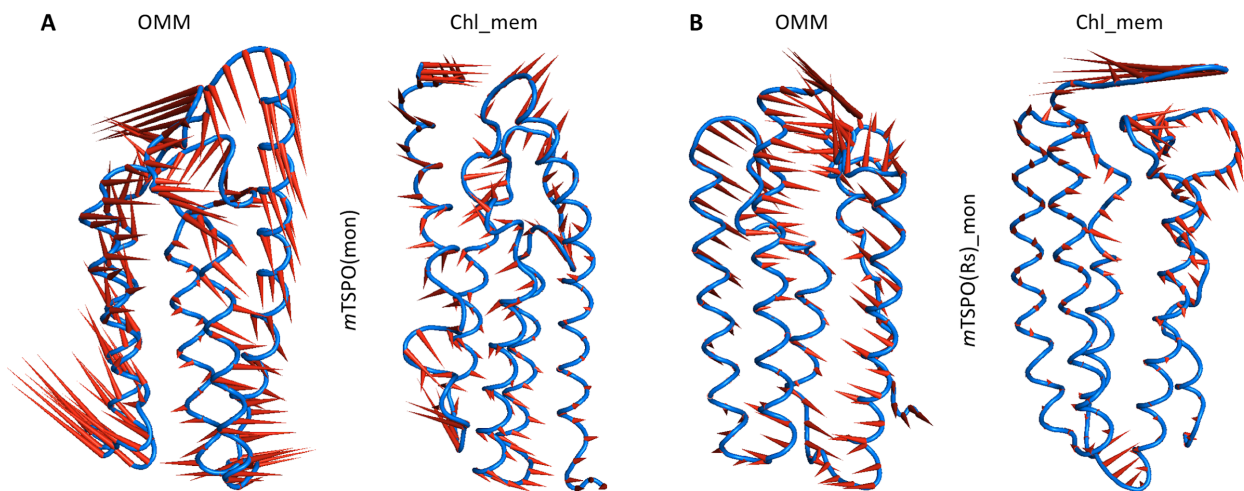 A
OMM
Chl_mem
mTSPO(mon)
B
OMM
Chl_mem
mTSPO(Rs)_mon